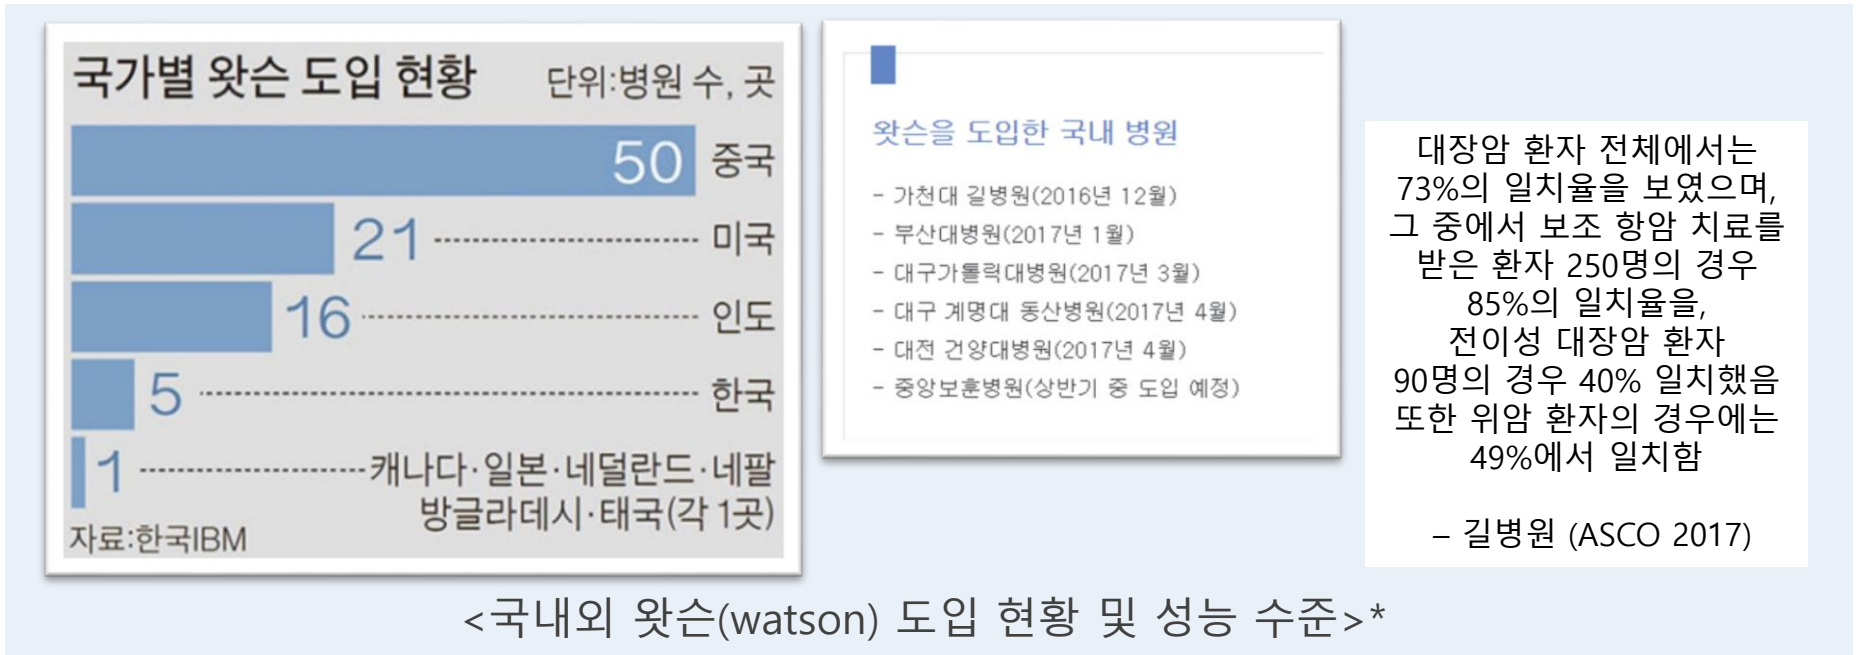 국가별 왓슨 도입 현황 단위:병원 수, 곳
50 중국
21 미국
16 인도
5 한국
1 캐나다·일본·네덜란드·네팔
방글라데시·태국(각 1곳)
자료:한국IBM
왓슨을 도입한 국내 병원
- 가천대 길병원(2016년 12월)
- 부산대병원(2017년 1월)
- 대구가톨릭대병원(2017년 3월)
- 대구 계명대 동산병원(2017년 4월)
- 대전 건양대병원(2017년 4월)
- 중앙보훈병원(상반기 중 도입 예정)
대장암 환자 전체에서는
73%의 일치율을 보였으며,
그 중에서 보조 항암 치료를
받은 환자 250명의 경우
85%의 일치율을,
전이성 대장암 환자
90명의 경우 40% 일치했음
또한 위암 환자의 경우에는
49%에서 일치함
– 길병원 (ASCO 2017)
<국내외 왓슨(watson) 도입 현황 및 성능 수준>*